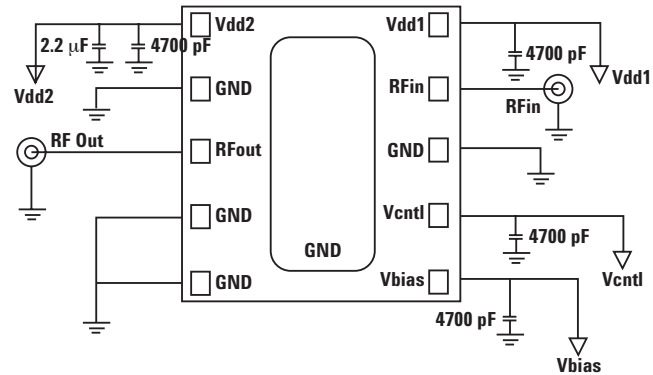 Vdd2
Vdd1
2.2 μF
4700 pF
4700 pF
Vdd2
Vdd1
GND
RFin
RFin
RF Out
RFout
GND
GND
Vcntl
4700 pF
GND
Vcntl
GND
Vbias
4700 pF
Vbias